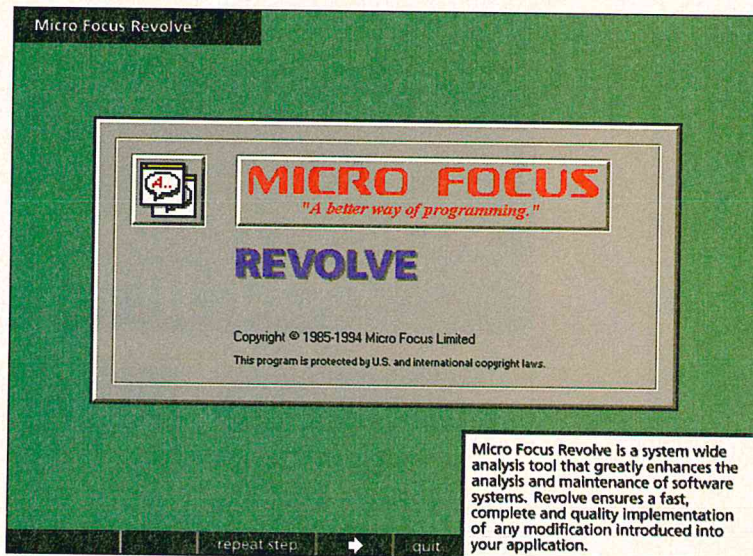 Micro Focus Revolve
A..
MICRO FOCUS
"A better way of programming."
REVOLVE
Copyright © 1985-1994 Micro Focus Limited
This program is protected by U.S. and international copyright laws.
Micro Focus Revolve is a system wide
analysis tool that greatly enhances the
analysis and maintenance of software
systems. Revolve ensures a fast,
complete and quality implementation
of any modification introduced into
your application.
repeat step
quit